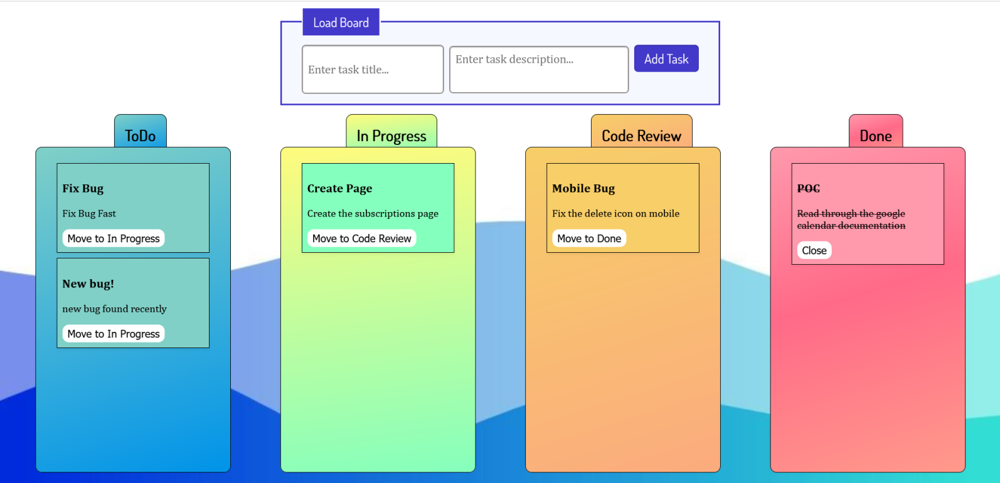 Load Board
Enter task title...
Enter task description...
Add Task
ToDo
Fix Bug
Fix Bug Fast
Move to In Progress
New bug!
new bug found recently
Move to In Progress
In Progress
Create Page
Create the subscriptions page
Move to Code Review
Code Review
Mobile Bug
Fix the delete icon on mobile
Move to Done
Done
POC
Read through the google
calendar documentation
Close